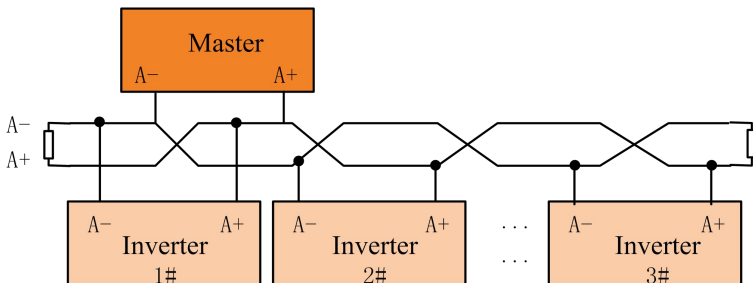 Master
A− A+
A−
A+
A− A+ A− A+ ... A− A+
Inverter Inverter ... Inverter
1# 2# 3#